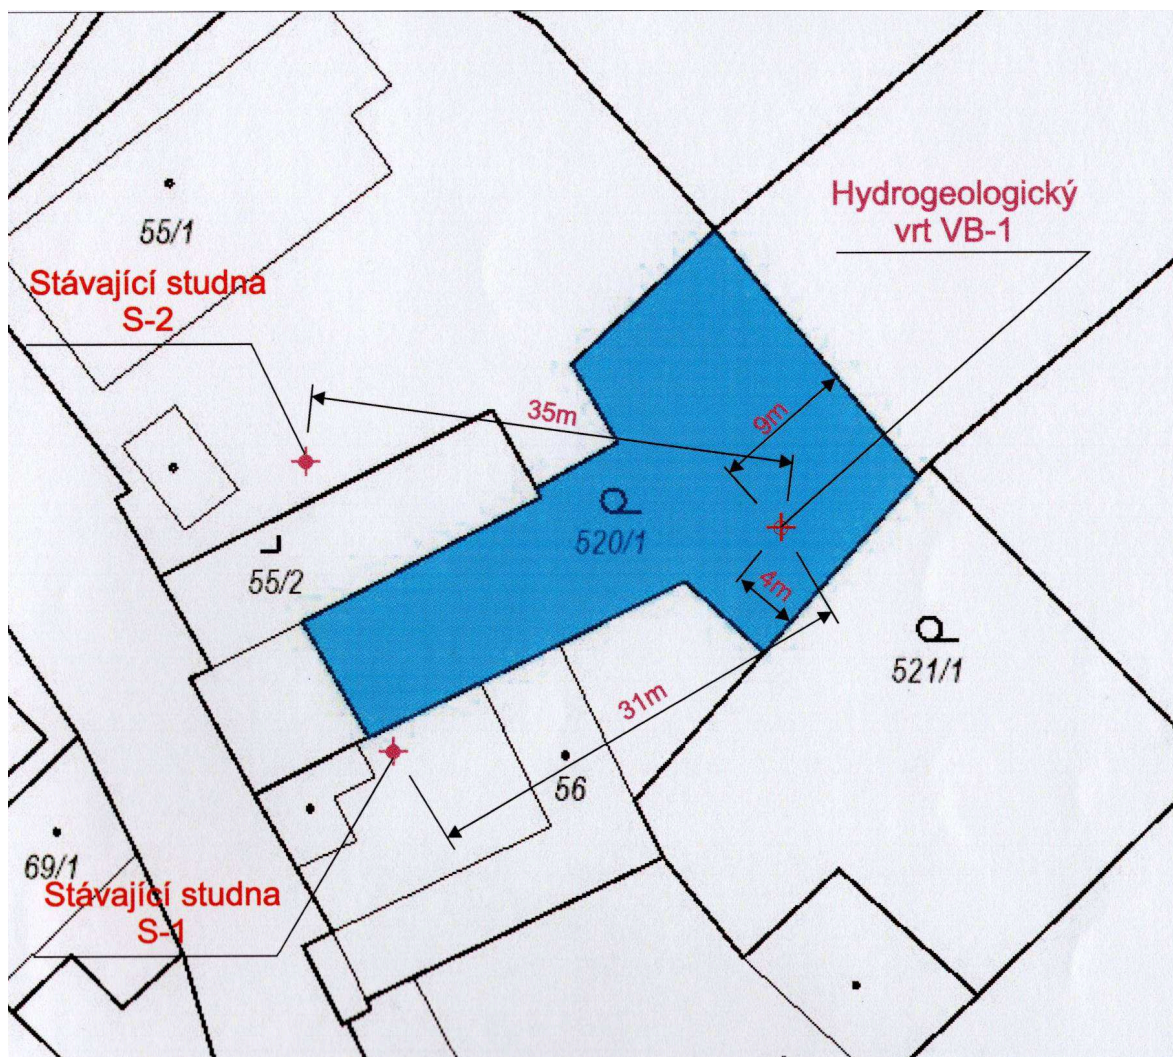 55/1
Hydrogeologický
vrt VB-1
Stávající studna
S-2
35m
9m
520/1
55/2
4m
521/1
31m
56
69/1
Stávající studna
S-1